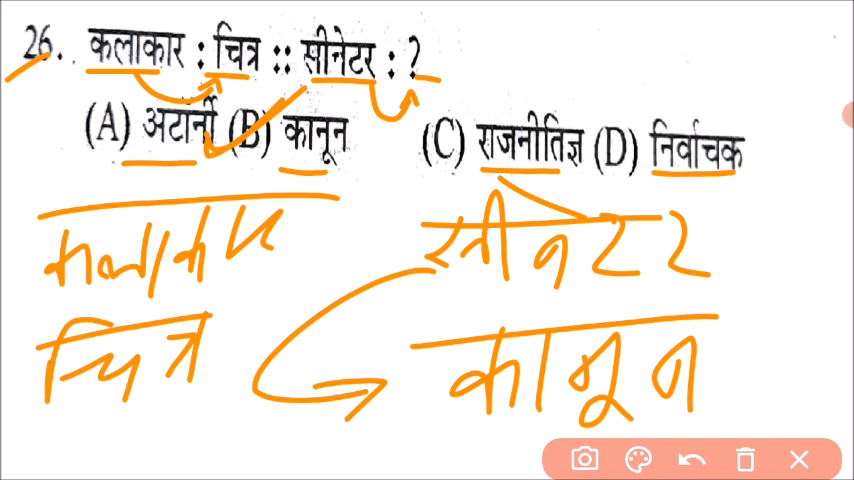 26. कलाकार : चित्र :: सीनेटर : ?
(A) अटॉर्नी (B) कानून (C) राजनीतिज्ञ (D) निर्वाचक
कलाकार सीनेटर
चित्र कानून